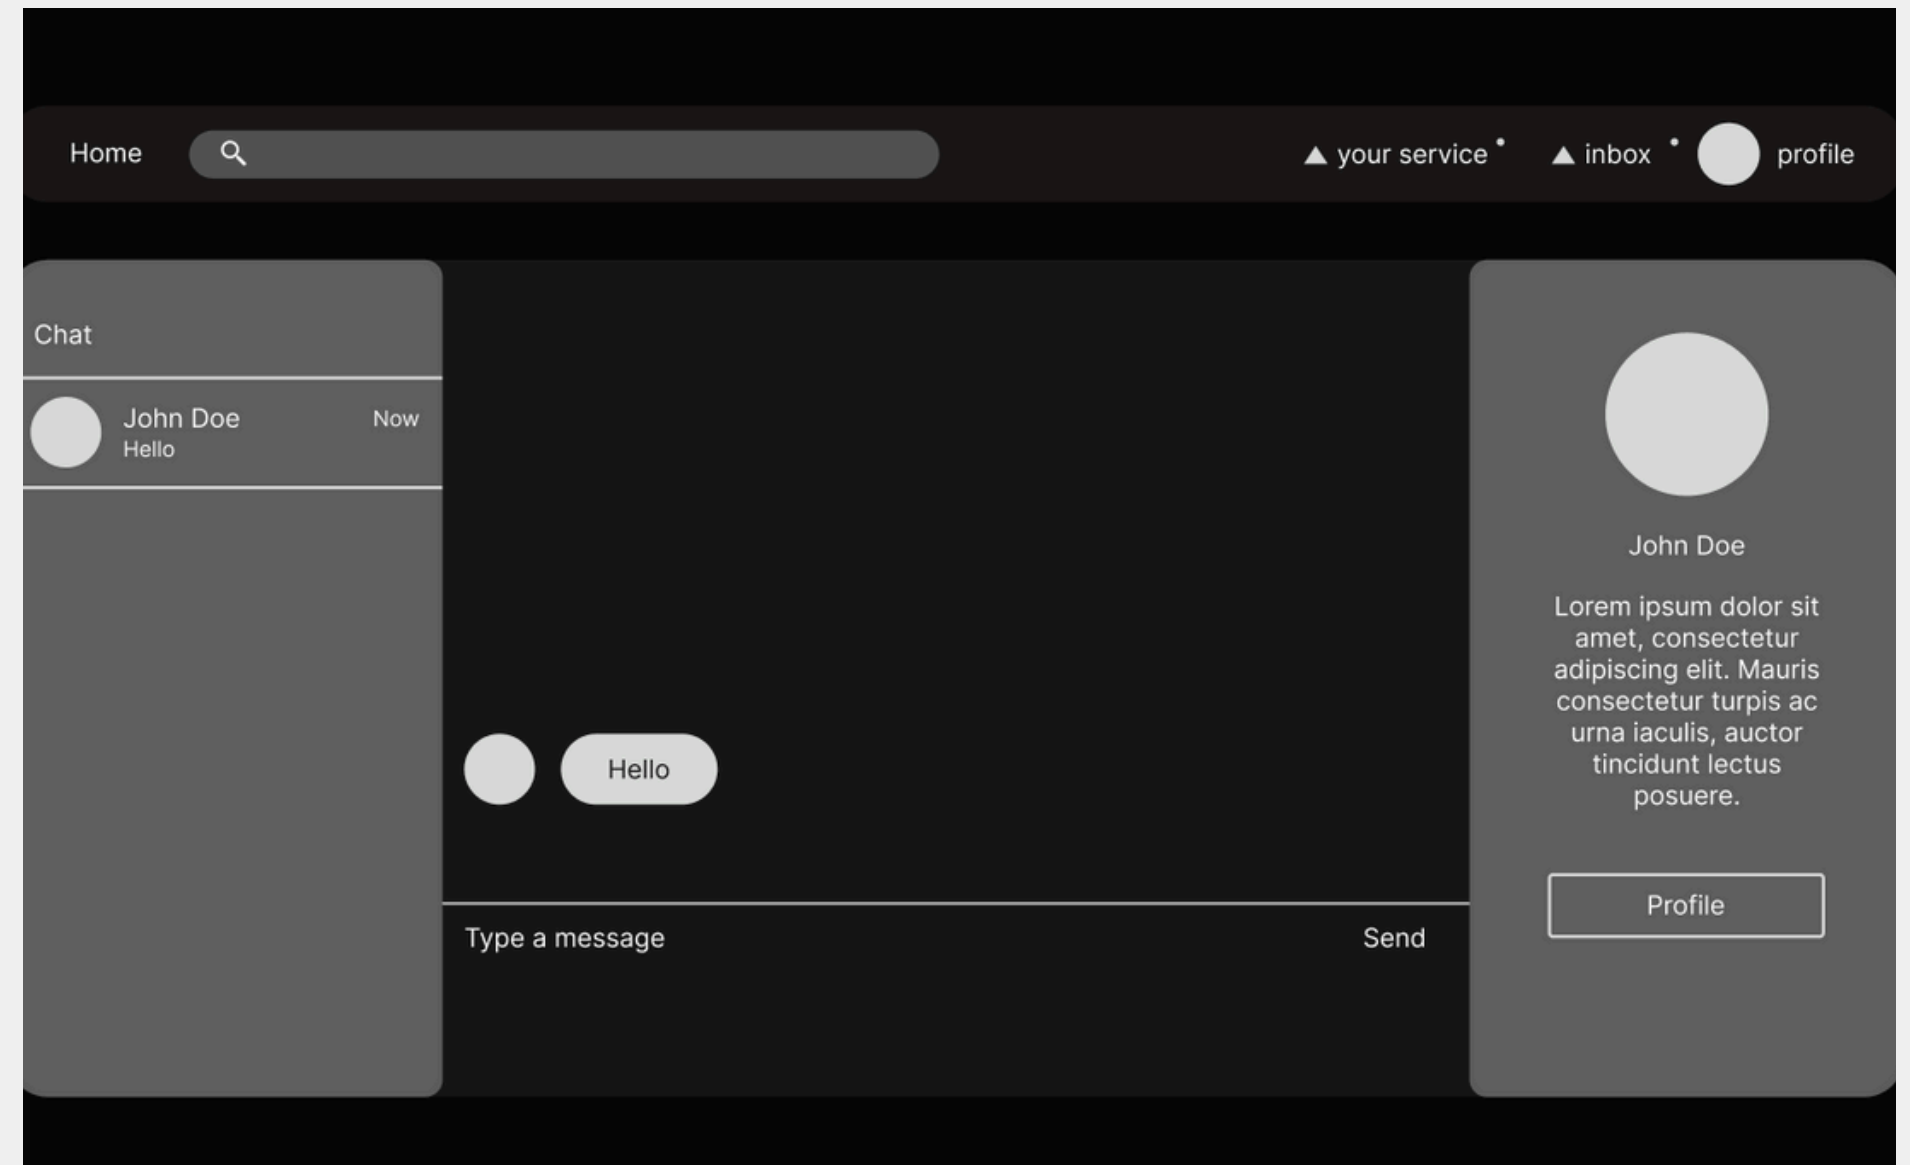 Home
your service
inbox
profile
Chat
John Doe
Now
Hello
Hello
Type a message
Send
John Doe
Lorem ipsum dolor sit
amet, consectetur
adipiscing elit. Mauris
consectetur turpis ac
urna iaculis, auctor
tincidunt lectus
posuere.
Profile